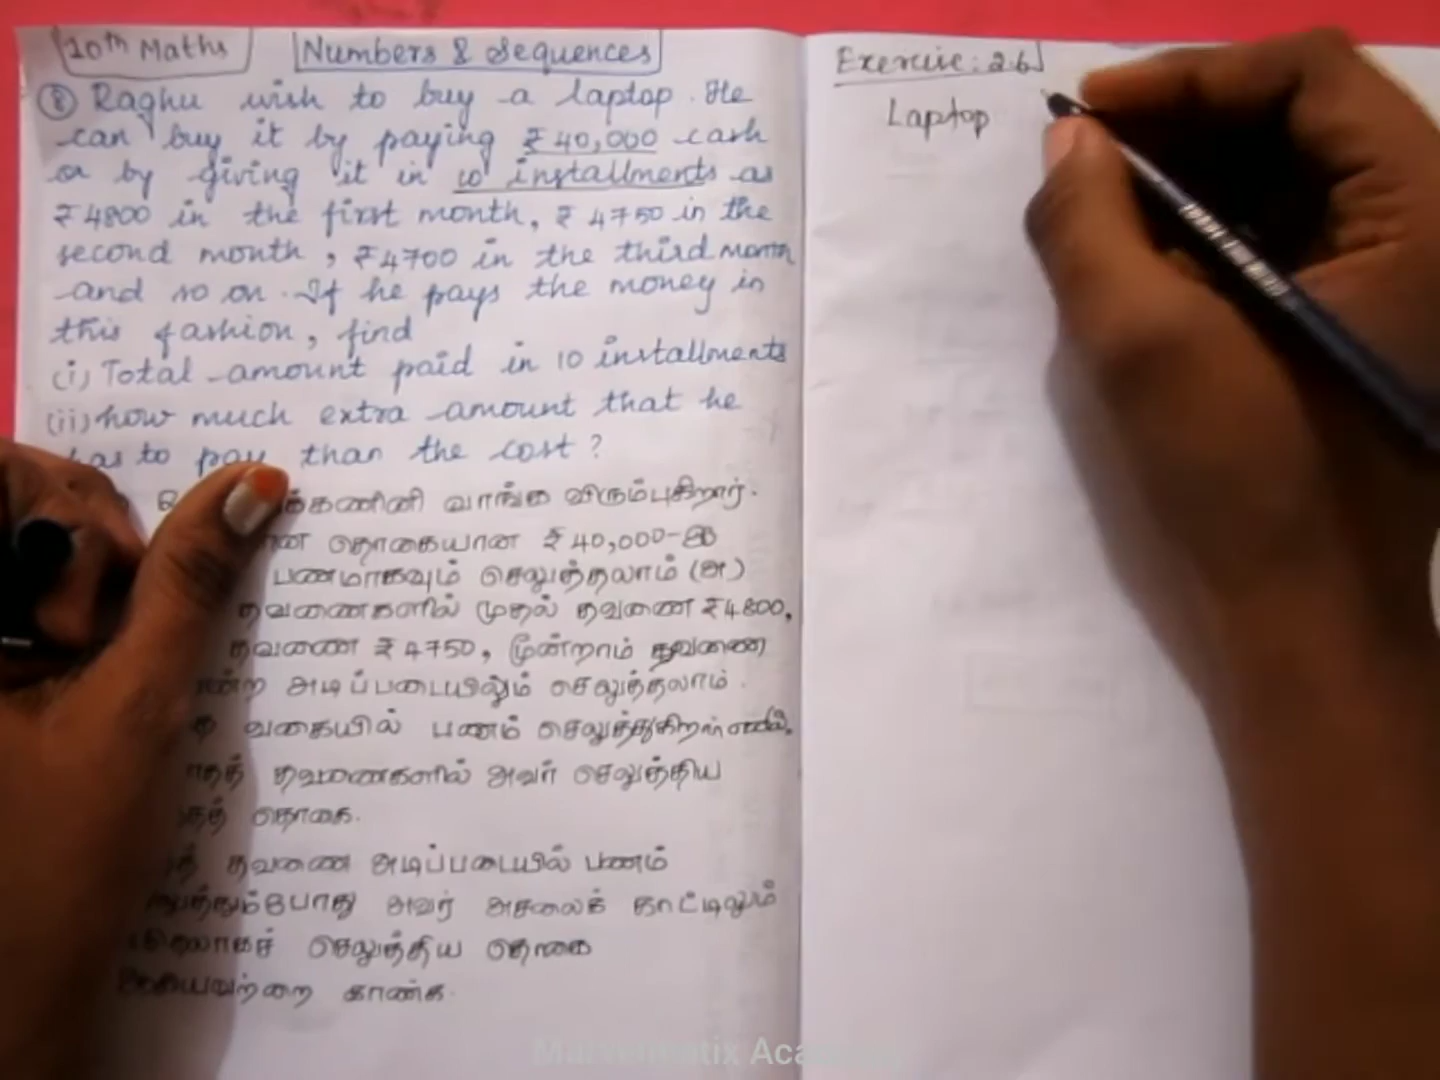 10th Maths
Numbers & Sequences
⑧ Raghu wish to buy a laptop. He
can buy it by paying ₹ 40,000 cash
or by giving it in 10 installments as
₹ 4800 in the first month, ₹ 4750 in the
second month, ₹ 4700 in the third month
and so on. If he pays the money in
this fashion, find
(i) Total amount paid in 10 installments
(ii) how much extra amount that he
has to pay than the cost?
வாங்க விரும்புகிறார்.
தொகையான ₹ 40,000-ஐ
பணமாகவும் செலுத்தலாம் (அ)
தவணைகளில் முதல் தவணை ₹4800,
தவணை ₹ 4750, மூன்றாம் தவணை
அடிப்படையிலும் செலுத்தலாம்.
வகையில் பணம் செலுத்துகிறார் எனில்,
தவணைகளில் அவர் செலுத்திய
தொகை.
தவணை அடிப்படையில் பணம்
அவர் அசலைக் காட்டிலும்
செலுத்திய தொகை
காண்க.
Exercise: 2.6
Laptop